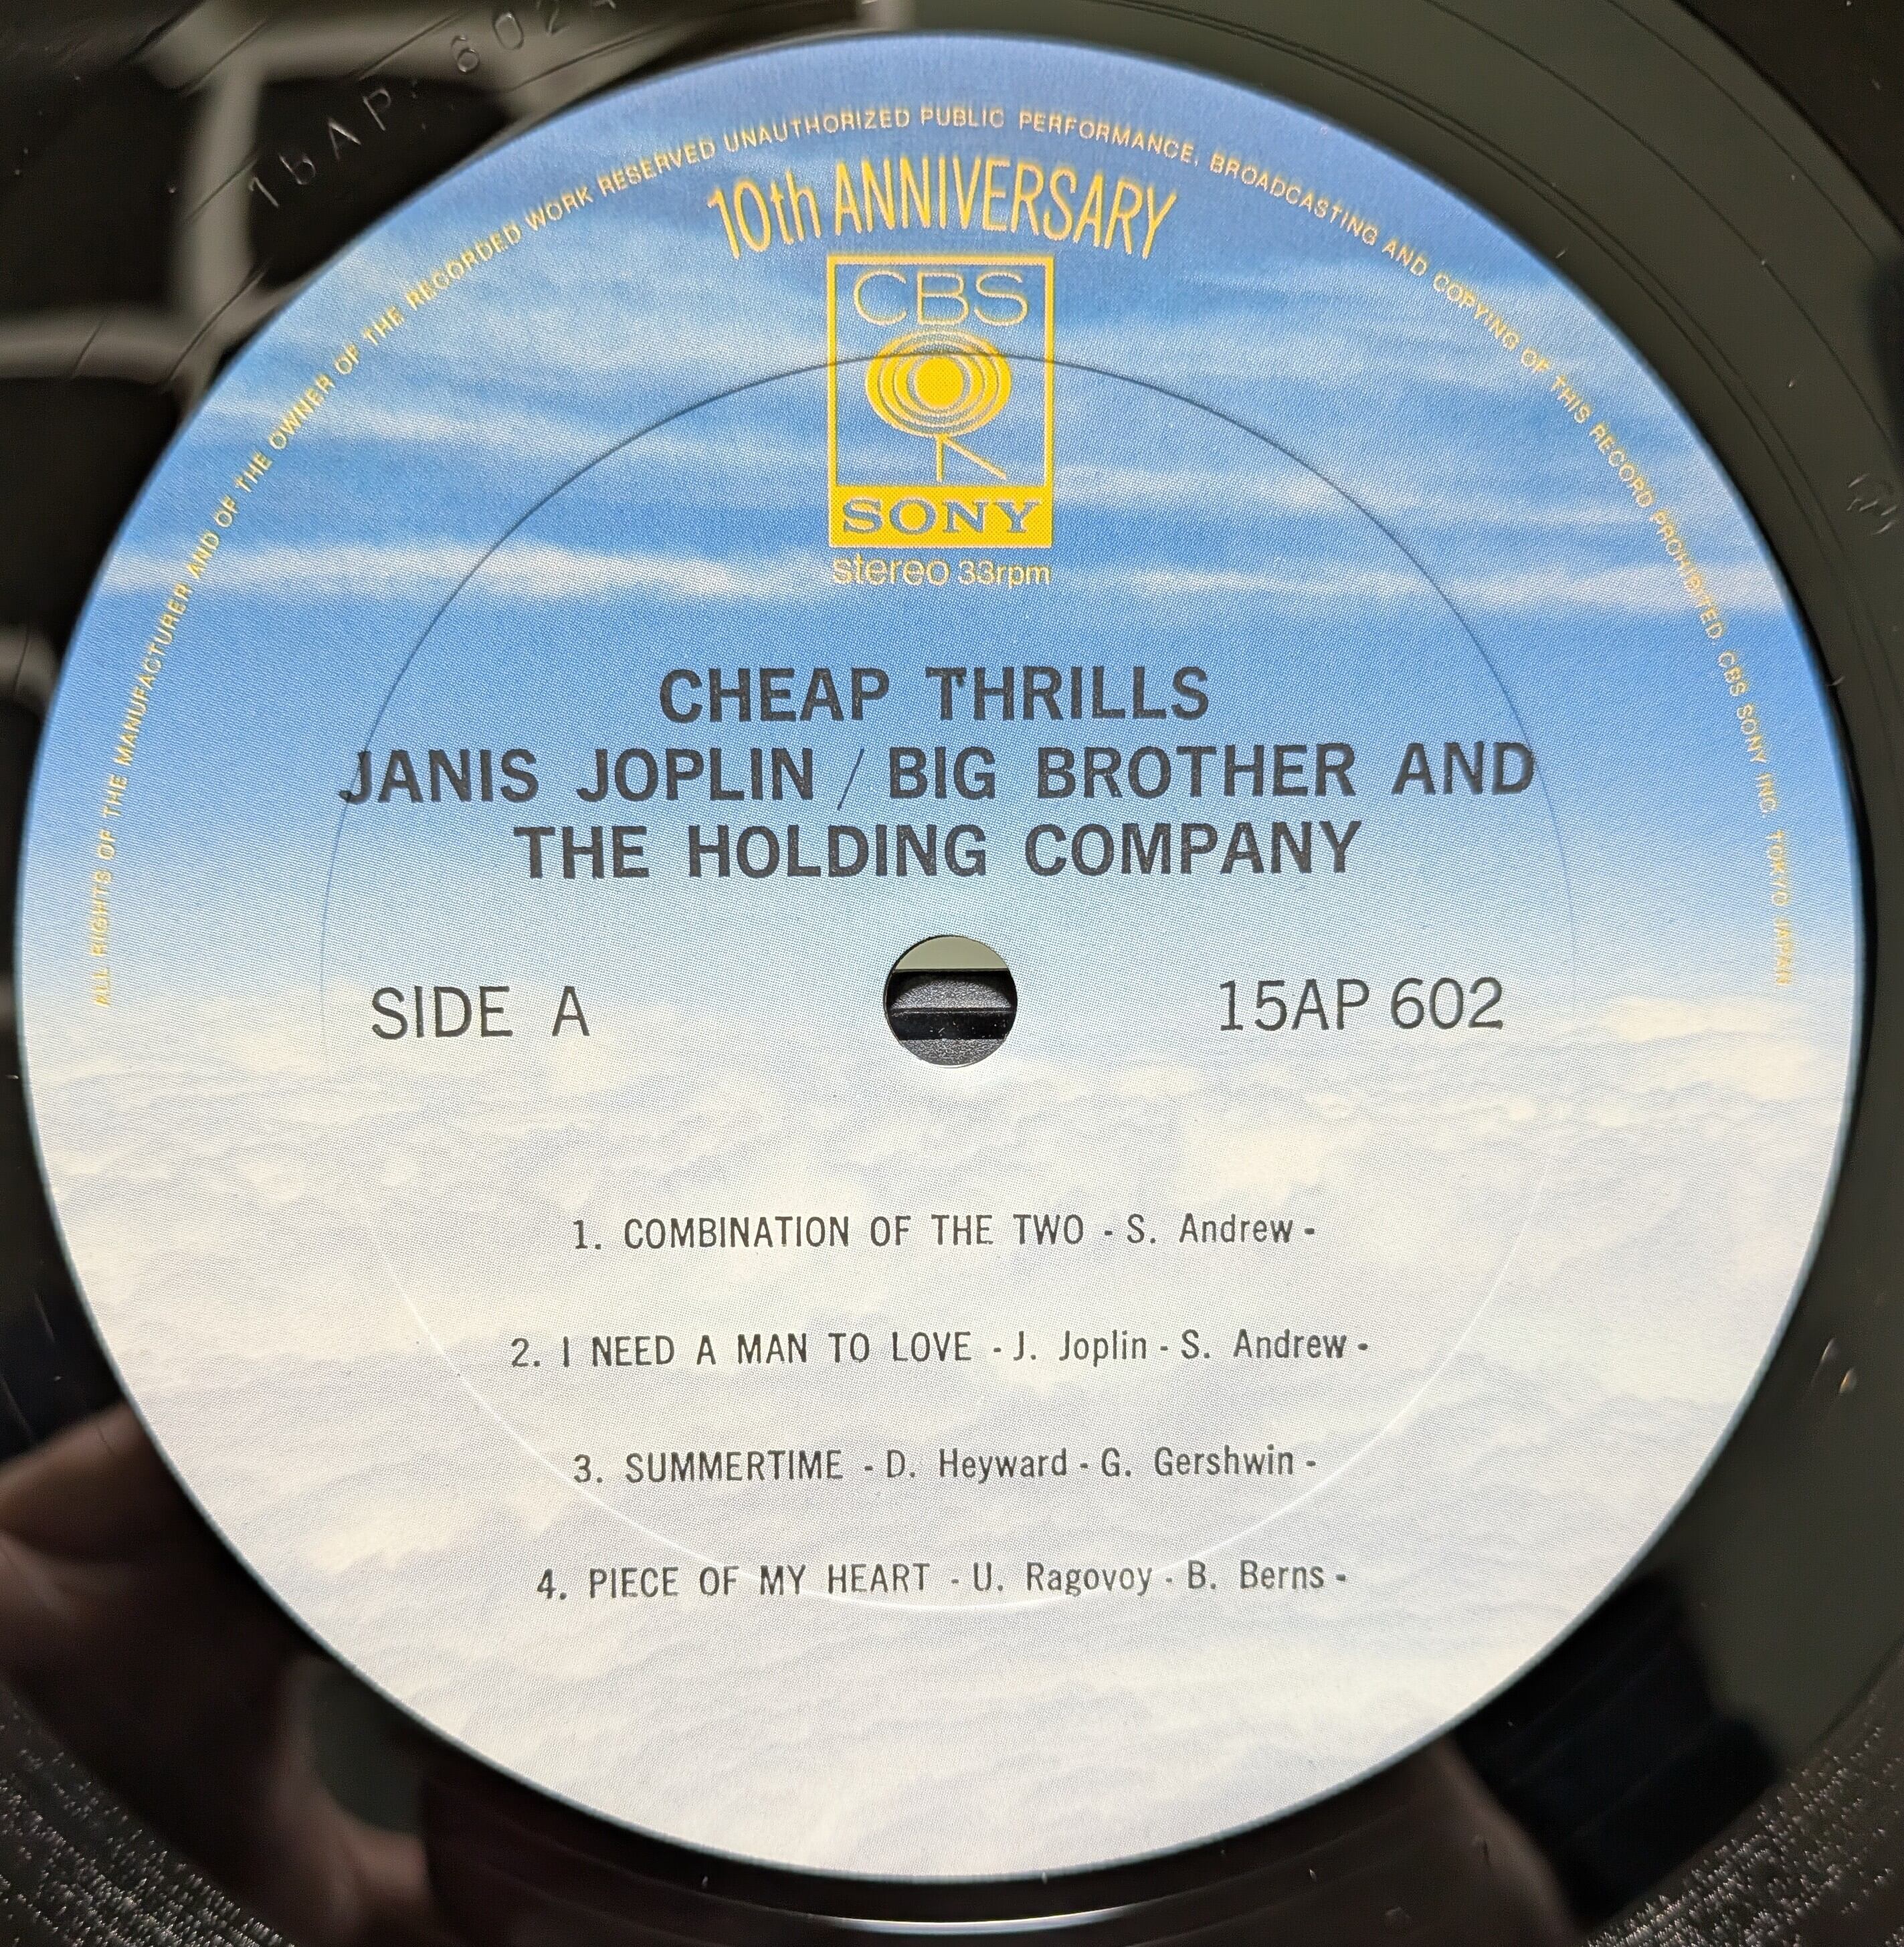 ALL RIGHTS OF THE MANUFACTURER AND OF THE OWNER OF THE RECORDED WORK RESERVED UNAUTHORIZED PUBLIC PERFORMANCE, BROADCASTING AND COPYING OF THIS RECORD PROHIBITED CBS SONY INC. TOKYO JAPAN
10th ANNIVERSARY
CBS
SONY
stereo 33rpm
CHEAP THRILLS
JANIS JOPLIN / BIG BROTHER AND
THE HOLDING COMPANY
SIDE A
15AP 602
1. COMBINATION OF THE TWO - S. Andrew -
2. I NEED A MAN TO LOVE - J. Joplin - S. Andrew -
3. SUMMERTIME - D. Heyward - G. Gershwin -
4. PIECE OF MY HEART - U. Ragovoy - B. Berns -